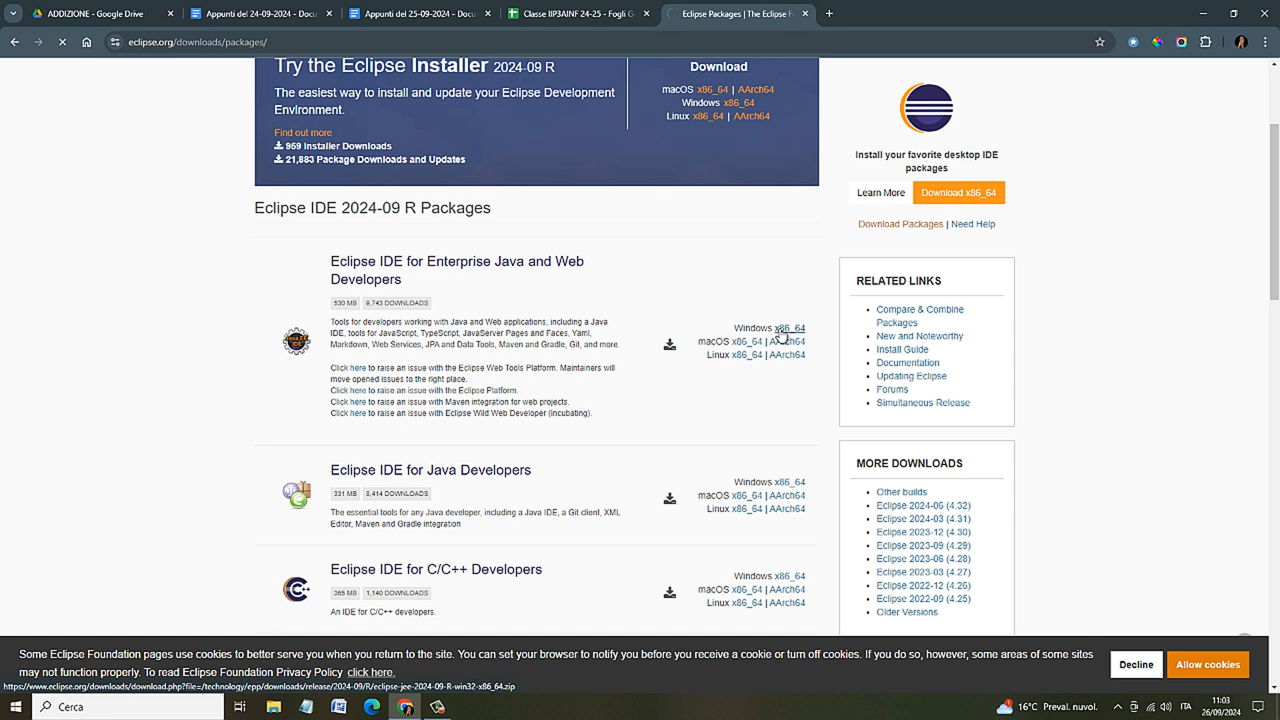 ADDIZIONE - Google Drive
Appunti del 24-09-2024 - Docu
Appunti del 25-09-2024 - Docu
Classe IIP3AINF 24-25 - Fogli G
Eclipse Packages | The Eclipse F
eclipse.org/downloads/packages/
Try the Eclipse Installer 2024-09 R
The easiest way to install and update your Eclipse Development
Environment.
Find out more
959 Installer Downloads
21,883 Package Downloads and Updates
Download
macOS x86_64 | AArch64
Windows x86_64
Linux x86_64 | AArch64
Install your favorite desktop IDE
packages
Learn More
Download x86_64
Download Packages | Need Help
Eclipse IDE 2024-09 R Packages
Eclipse IDE for Enterprise Java and Web
Developers
530 MB
9,743 DOWNLOADS
Tools for developers working with Java and Web applications, including a Java
IDE, tools for JavaScript, TypeScript, JavaServer Pages and Faces, Yaml,
Markdown, Web Services, JPA and Data Tools, Maven and Gradle, Git, and more.
Click here to raise an issue with the Eclipse Web Tools Platform. Maintainers will
move opened issues to the right place.
Click here to raise an issue with the Eclipse Platform.
Click here to raise an issue with Maven integration for web projects.
Click here to raise an issue with Eclipse Wild Web Developer (incubating).
Windows x86_64
macOS x86_64 | AArch64
Linux x86_64 | AArch64
Eclipse IDE for Java Developers
331 MB
8,414 DOWNLOADS
The essential tools for any Java developer, including a Java IDE, a Git client, XML
Editor, Maven and Gradle integration
Windows x86_64
macOS x86_64 | AArch64
Linux x86_64 | AArch64
Eclipse IDE for C/C++ Developers
365 MB
1,140 DOWNLOADS
An IDE for C/C++ developers.
Windows x86_64
macOS x86_64 | AArch64
Linux x86_64 | AArch64
RELATED LINKS
Compare & Combine
Packages
New and Noteworthy
Install Guide
Documentation
Updating Eclipse
Forums
Simultaneous Release
MORE DOWNLOADS
Other builds
Eclipse 2024-06 (4.32)
Eclipse 2024-03 (4.31)
Eclipse 2023-12 (4.30)
Eclipse 2023-09 (4.29)
Eclipse 2023-06 (4.28)
Eclipse 2023-03 (4.27)
Eclipse 2022-12 (4.26)
Eclipse 2022-09 (4.25)
Older Versions
Some Eclipse Foundation pages use cookies to better serve you when you return to the site. You can set your browser to notify you before you receive a cookie or turn off cookies. If you do so, however, some areas of some sites
may not function properly. To read Eclipse Foundation Privacy Policy click here.
Decline
Allow cookies
https://www.eclipse.org/downloads/download.php?file=/technology/epp/downloads/release/2024-09/R/eclipse-jee-2024-09-R-win32-x86_64.zip
Cerca
16°C Preval. nuvol.
ITA
11:03
26/09/2024